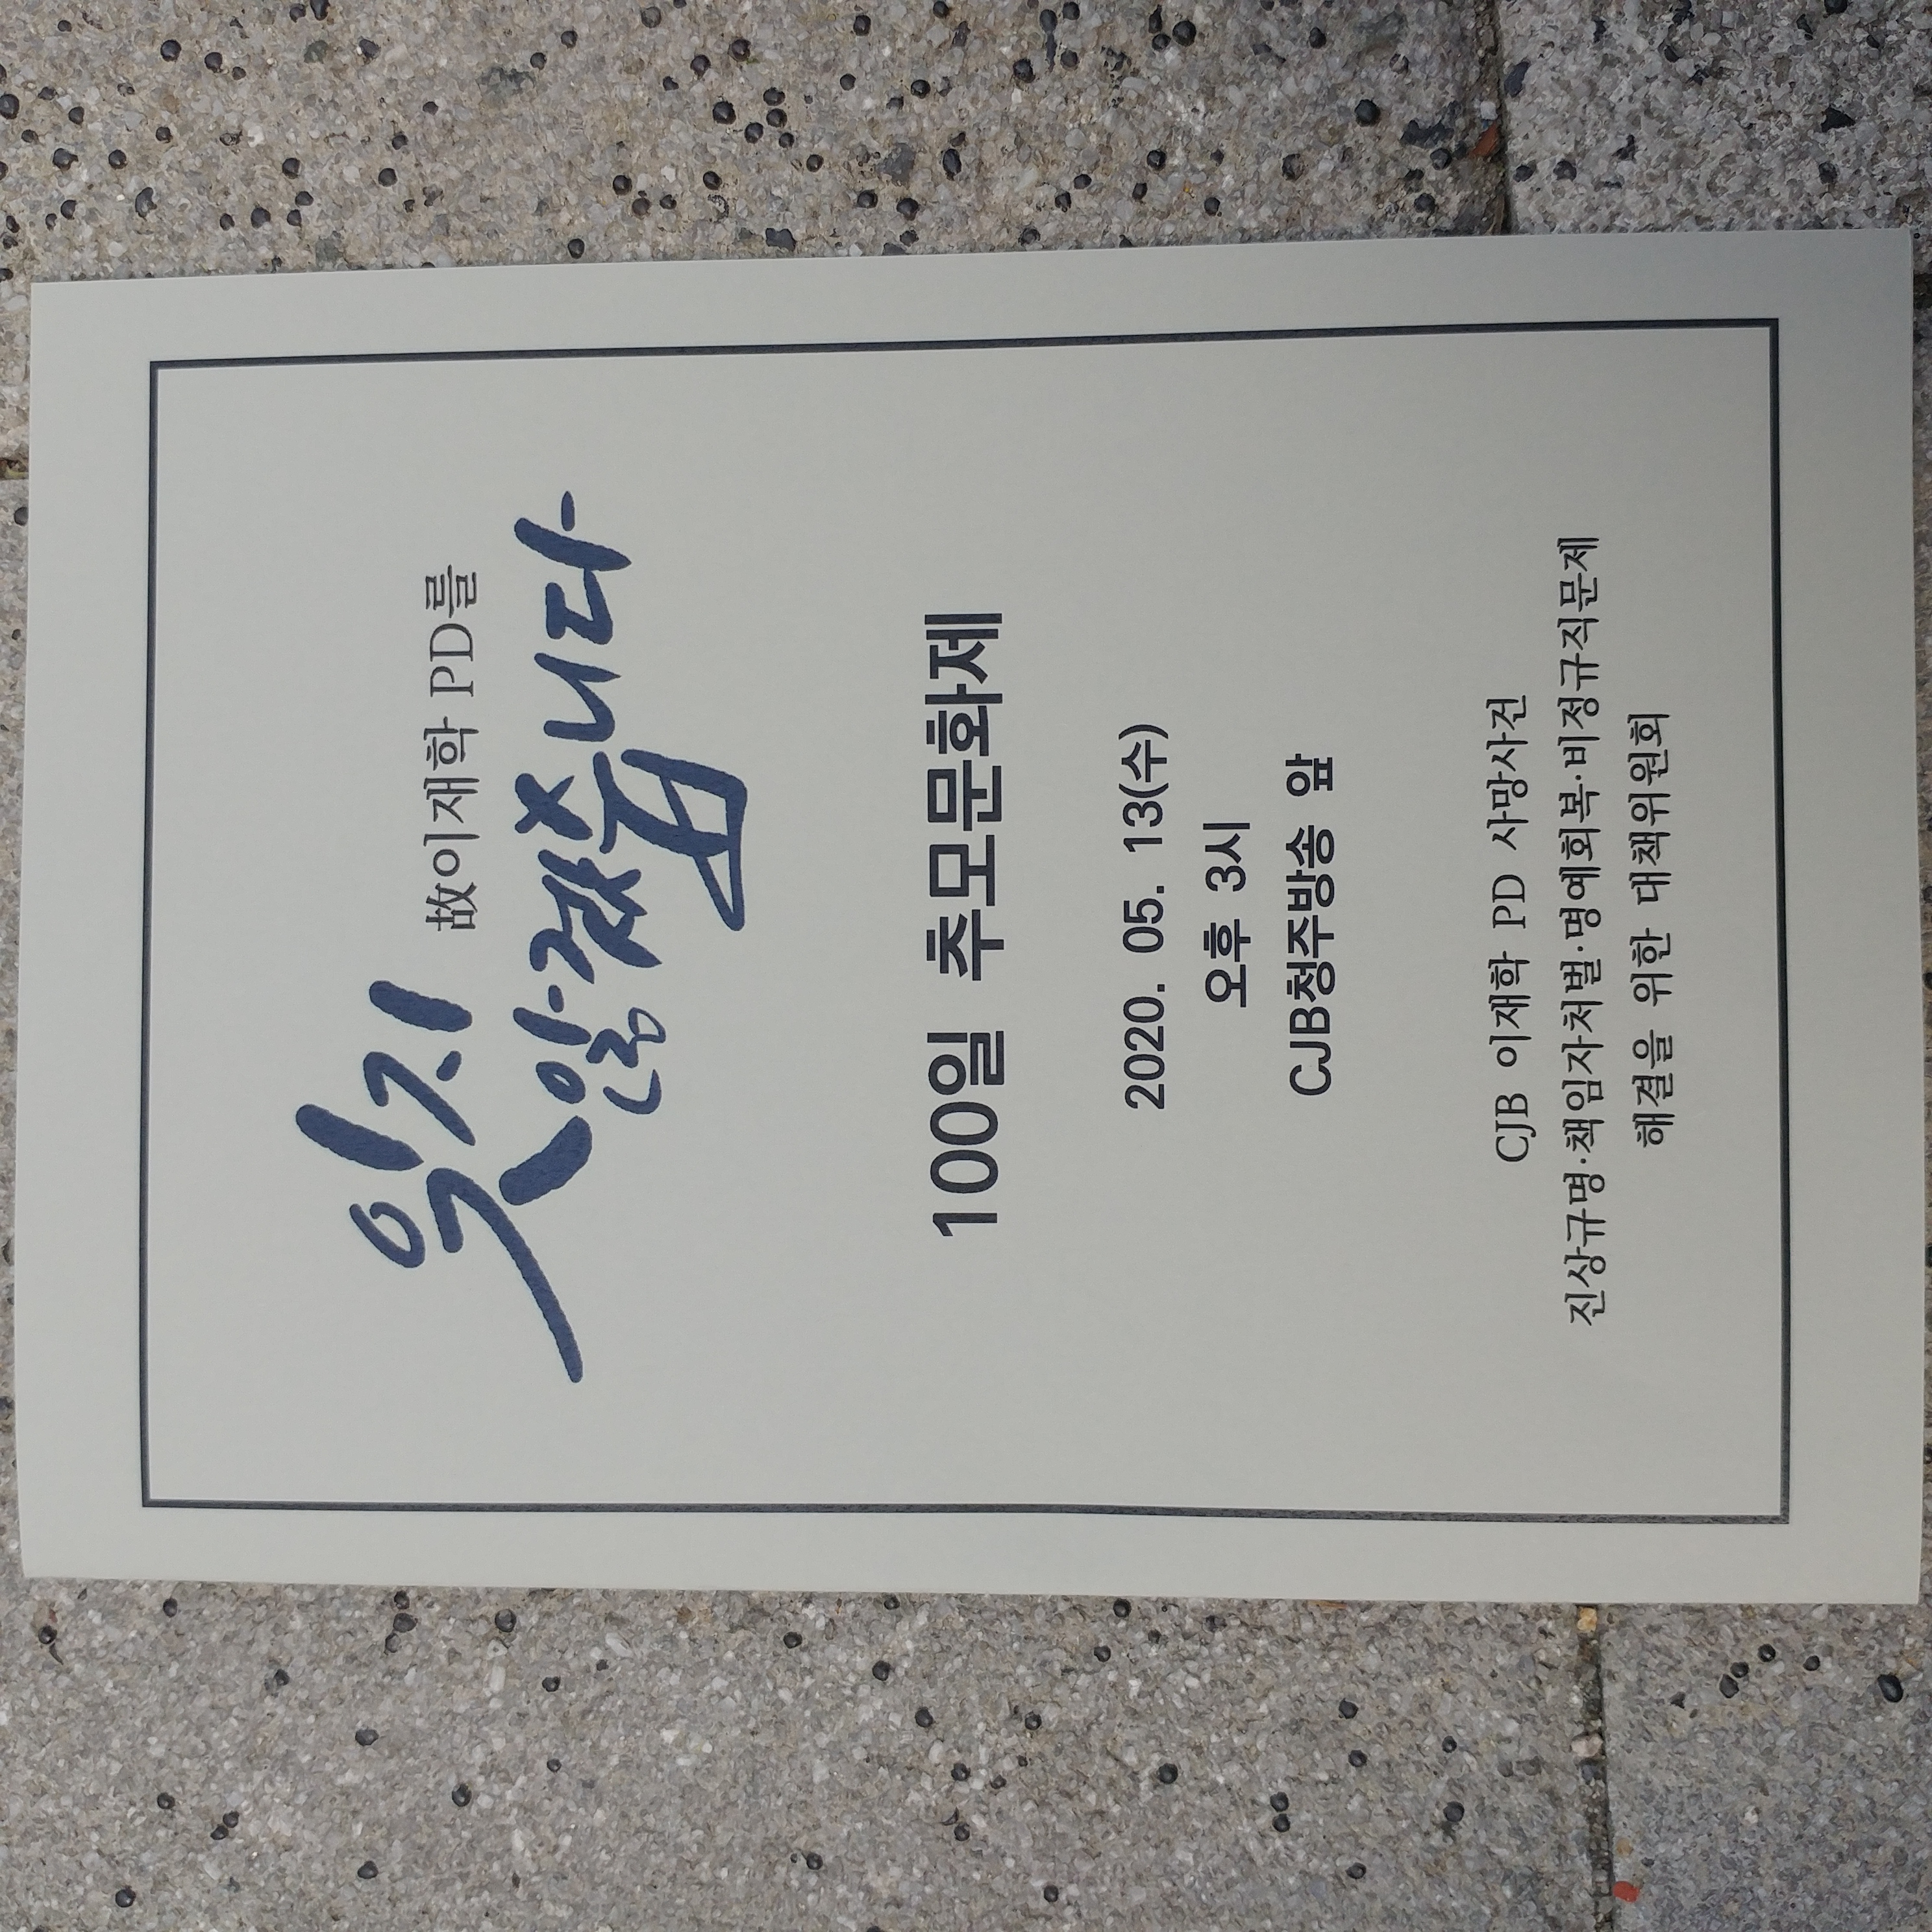 故이재학 PD를
잊지 않겠습니다
100일 추모문화제
2020. 05. 13(수)
오후 3시
CJB청주방송 앞
CJB 이재학 PD 사망사건
진상규명·책임자처벌·명예회복·비정규직문제
해결을 위한 대책위원회